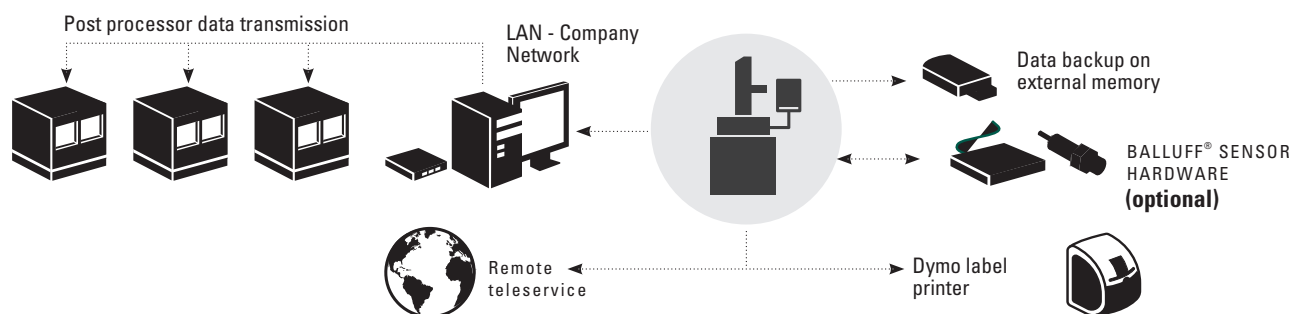 Post processor data transmission
LAN - Company
Network
Data backup on
external memory
BALLUFF® SENSOR
HARDWARE
(optional)
Remote
teleservice
Dymo label
printer